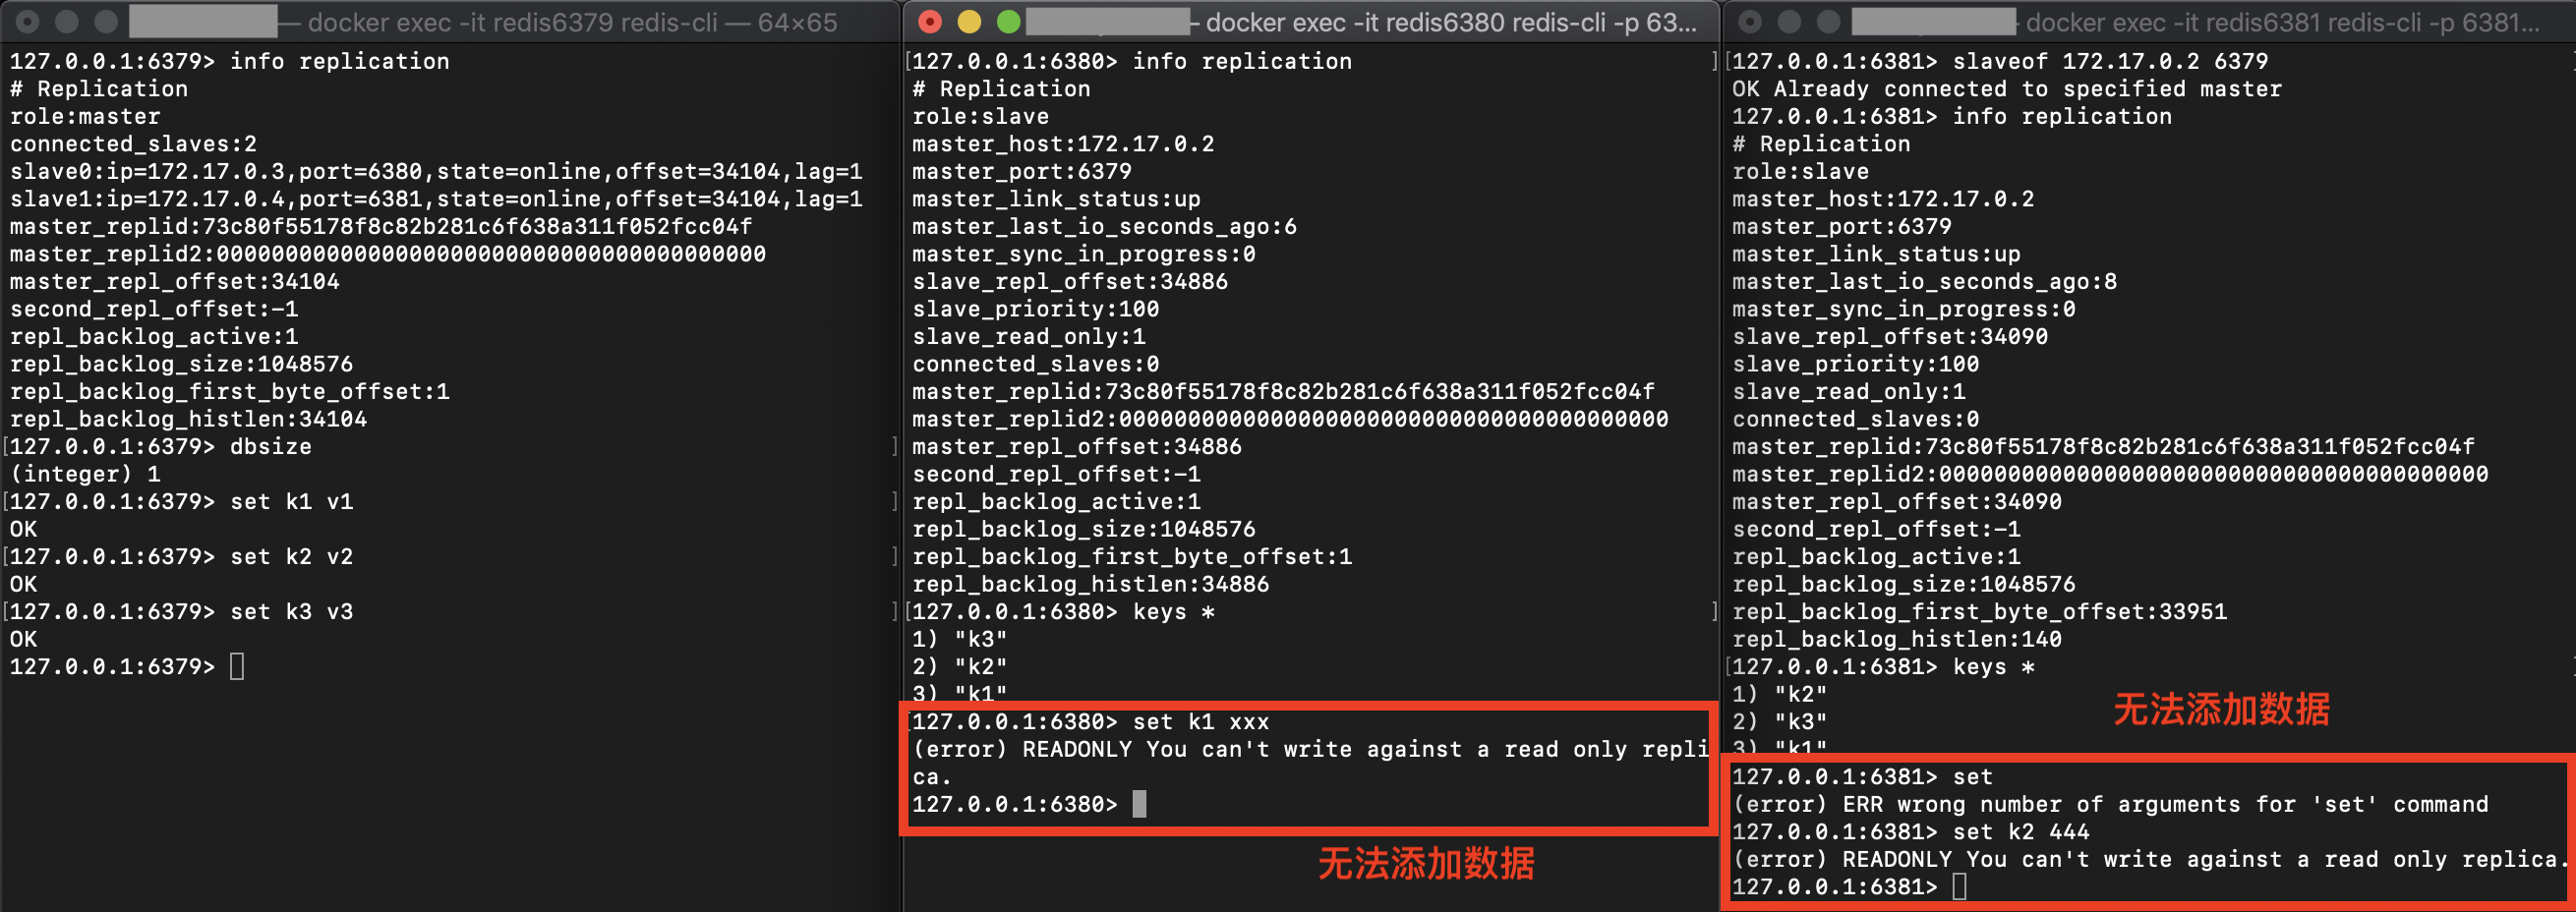 — docker exec -it redis6379 redis-cli — 64×65
127.0.0.1:6379> info replication
# Replication
role:master
connected_slaves:2
slave0:ip=172.17.0.3,port=6380,state=online,offset=34104,lag=1
slave1:ip=172.17.0.4,port=6381,state=online,offset=34104,lag=1
master_replid:73c80f55178f8c82b281c6f638a311f052fcc04f
master_replid2:0000000000000000000000000000000000000000
master_repl_offset:34104
second_repl_offset:-1
repl_backlog_active:1
repl_backlog_size:1048576
repl_backlog_first_byte_offset:1
repl_backlog_histlen:34104
[127.0.0.1:6379> dbsize ]
(integer) 1
[127.0.0.1:6379> set k1 v1 ]
OK
[127.0.0.1:6379> set k2 v2 ]
OK
[127.0.0.1:6379> set k3 v3 ]
OK
127.0.0.1:6379>
— docker exec -it redis6380 redis-cli -p 63...
[127.0.0.1:6380> info replication ]
# Replication
role:slave
master_host:172.17.0.2
master_port:6379
master_link_status:up
master_last_io_seconds_ago:6
master_sync_in_progress:0
slave_repl_offset:34886
slave_priority:100
slave_read_only:1
connected_slaves:0
master_replid:73c80f55178f8c82b281c6f638a311f052fcc04f
master_replid2:0000000000000000000000000000000000000000
master_repl_offset:34886
second_repl_offset:-1
repl_backlog_active:1
repl_backlog_size:1048576
repl_backlog_first_byte_offset:1
repl_backlog_histlen:34886
[127.0.0.1:6380> keys * ]
1) "k3"
2) "k2"
3) "k1"
[127.0.0.1:6380> set k1 xxx
(error) READONLY You can't write against a read only repli
ca.
127.0.0.1:6380>
无法添加数据
docker exec -it redis6381 redis-cli -p 6381...
[127.0.0.1:6381> slaveof 172.17.0.2 6379 ]
OK Already connected to specified master
127.0.0.1:6381> info replication
# Replication
role:slave
master_host:172.17.0.2
master_port:6379
master_link_status:up
master_last_io_seconds_ago:8
master_sync_in_progress:0
slave_repl_offset:34090
slave_priority:100
slave_read_only:1
connected_slaves:0
master_replid:73c80f55178f8c82b281c6f638a311f052fcc04f
master_replid2:0000000000000000000000000000000000000000
master_repl_offset:34090
second_repl_offset:-1
repl_backlog_active:1
repl_backlog_size:1048576
repl_backlog_first_byte_offset:33951
repl_backlog_histlen:140
[127.0.0.1:6381> keys * ]
1) "k2"
2) "k3"
3) "k1"
无法添加数据
127.0.0.1:6381> set
(error) ERR wrong number of arguments for 'set' command
127.0.0.1:6381> set k2 444
(error) READONLY You can't write against a read only replica.
127.0.0.1:6381>